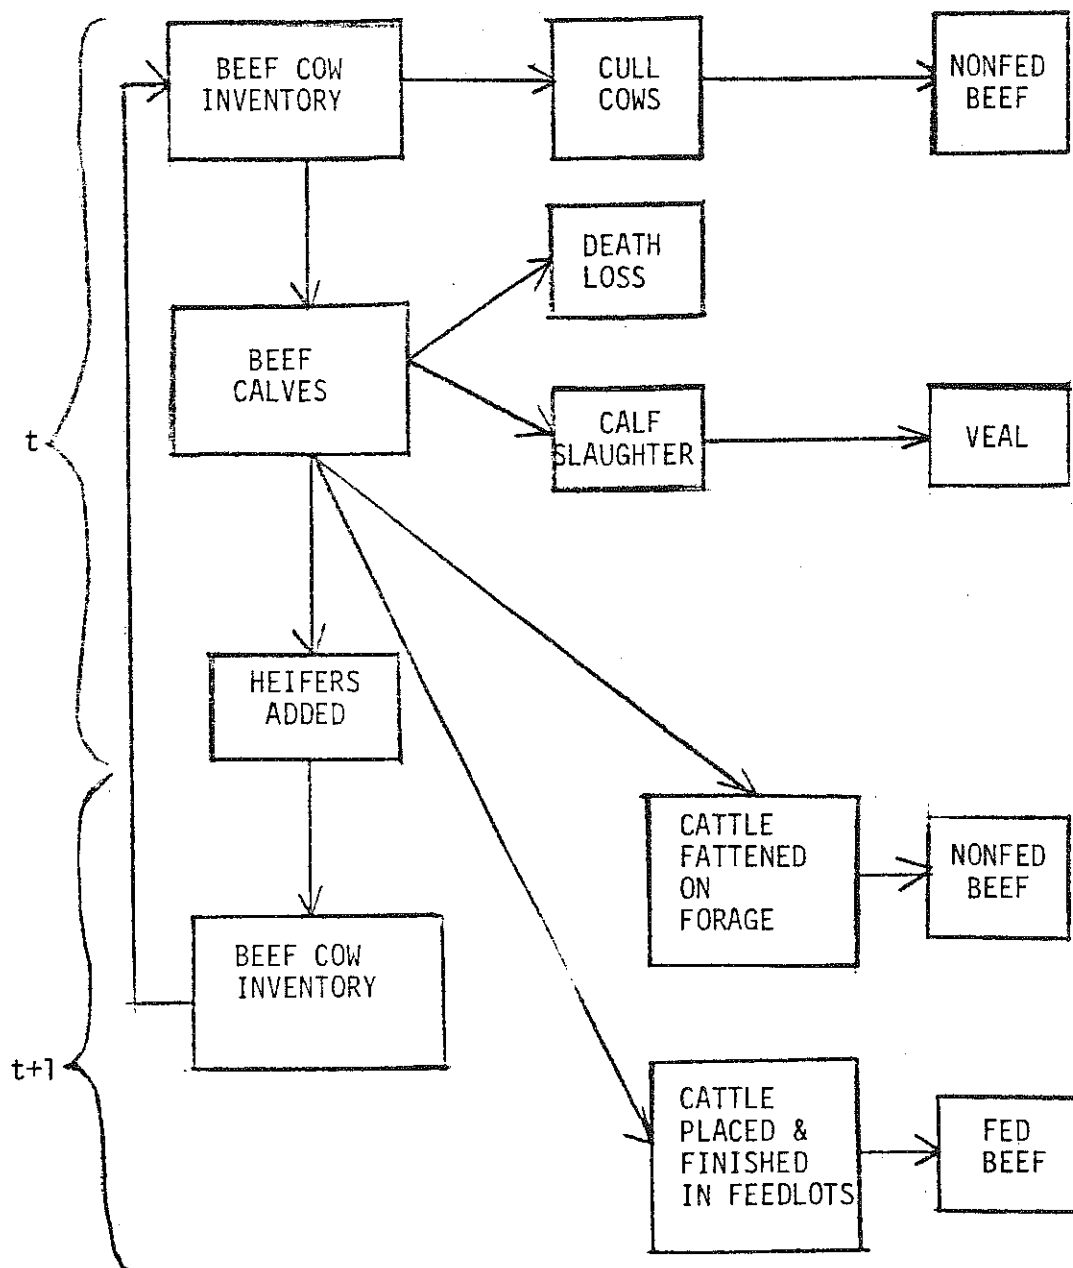 BEEF COW
INVENTORY
CULL
COWS
NONFED
BEEF
DEATH
LOSS
BEEF
CALVES
CALF
SLAUGHTER
VEAL
t
HEIFERS
ADDED
CATTLE
FATTENED
ON
FORAGE
NONFED
BEEF
BEEF COW
INVENTORY
t+1
CATTLE
PLACED &
FINISHED
IN FEEDLOTS
FED
BEEF